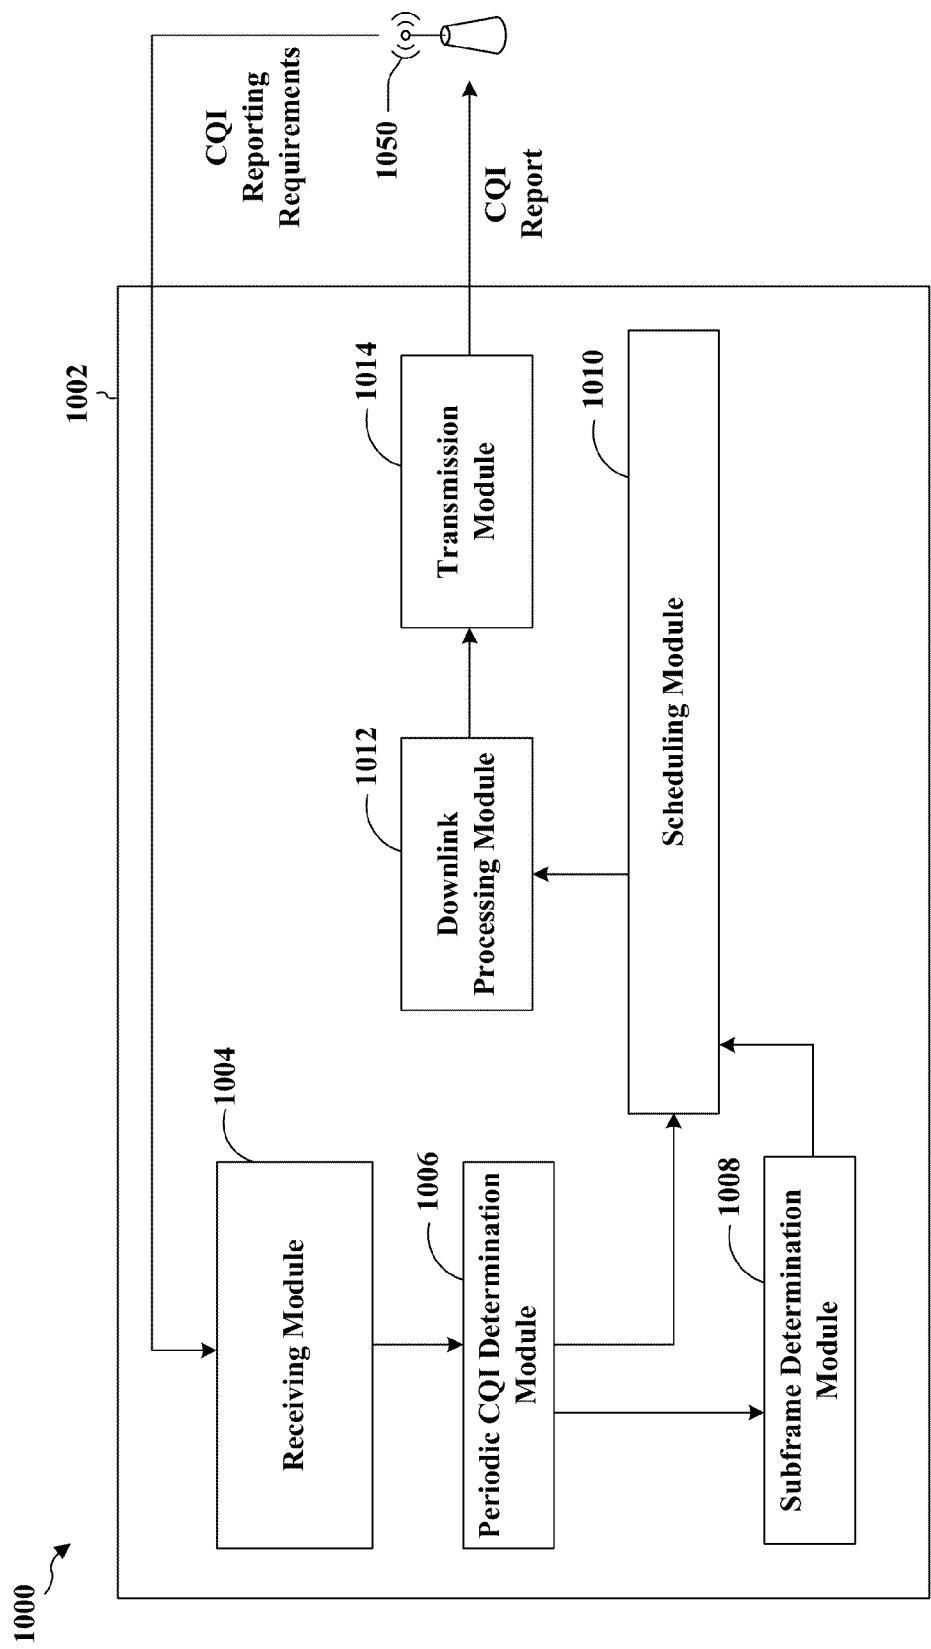 1000
1002
CQI
Reporting
Requirements
1050
CQI
Report
1004
Receiving Module
1006
Periodic CQI Determination
Module
1008
Subframe Determination
Module
1010
Scheduling Module
1012
Downlink
Processing Module
1014
Transmission
Module